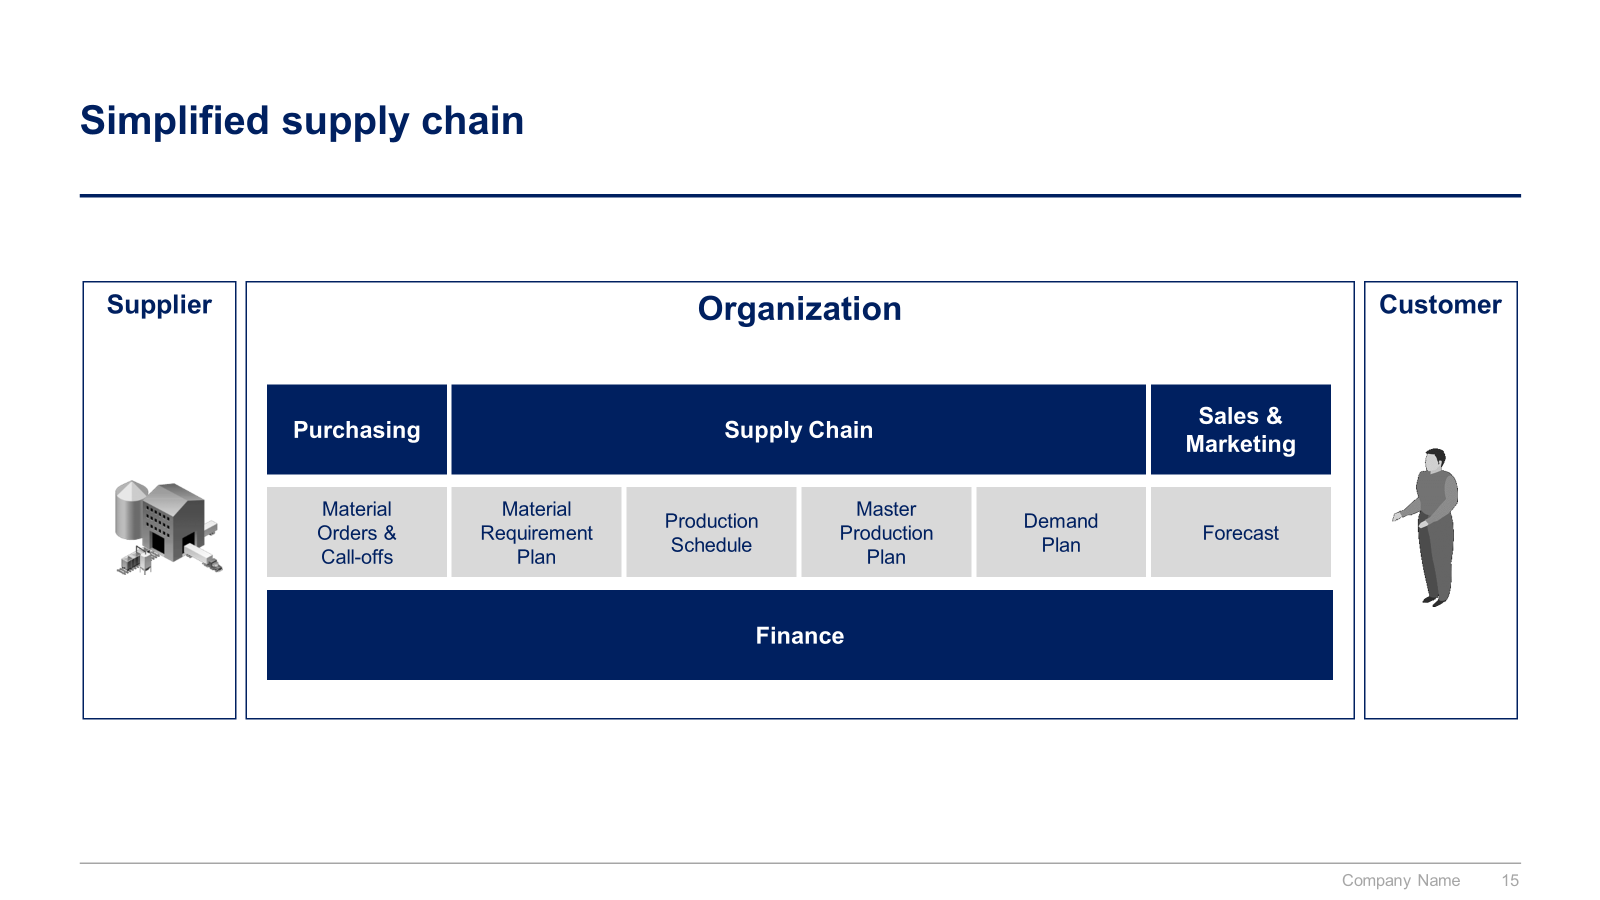 Simplified supply chain
Supplier
Organization
Customer
Purchasing
Supply Chain
Sales &
Marketing
Material
Orders &
Call-offs
Material
Requirement
Plan
Production
Schedule
Master
Production
Plan
Demand
Plan
Forecast
Finance
Company Name
15